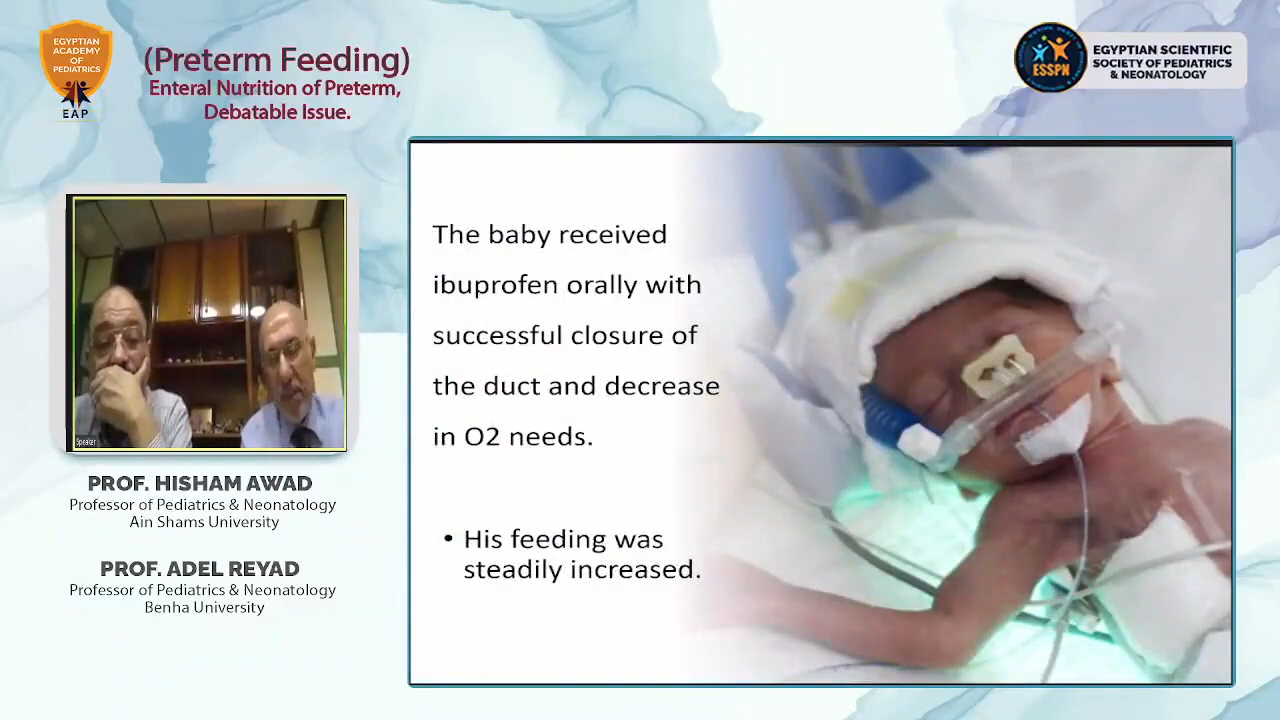 EGYPTIAN
ACADEMY
OF
PEDIATRICS
EAP
(Preterm Feeding)
Enteral Nutrition of Preterm,
Debatable Issue.
ESSPN
EGYPTIAN SCIENTIFIC
SOCIETY OF PEDIATRICS
& NEONATOLOGY
Speaker
PROF. HISHAM AWAD
Professor of Pediatrics & Neonatology
Ain Shams University
PROF. ADEL REYAD
Professor of Pediatrics & Neonatology
Benha University
The baby received
ibuprofen orally with
successful closure of
the duct and decrease
in O2 needs.
• His feeding was
steadily increased.